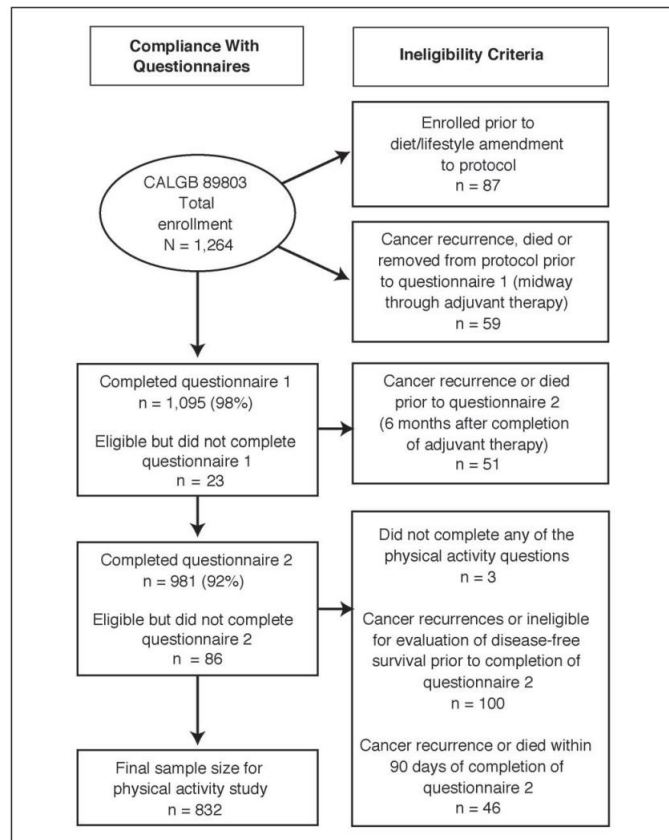 Compliance With
Questionnaires
Ineligibility Criteria
CALGB 89803
Total
enrollment
N = 1,264
Enrolled prior to
diet/lifestyle amendment
to protocol
n = 87
Cancer recurrence, died or
removed from protocol prior
to questionnaire 1 (midway
through adjuvant therapy)
n = 59
Completed questionnaire 1
n = 1,095 (98%)
Eligible but did not complete
questionnaire 1
n = 23
Cancer recurrence or died
prior to questionnaire 2
(6 months after completion
of adjuvant therapy)
n = 51
Completed questionnaire 2
n = 981 (92%)
Eligible but did not complete
questionnaire 2
n = 86
Did not complete any of the
physical activity questions
n = 3
Cancer recurrences or ineligible
for evaluation of disease-free
survival prior to completion of
questionnaire 2
n = 100
Cancer recurrence or died within
90 days of completion of
questionnaire 2
n = 46
Final sample size for
physical activity study
n = 832